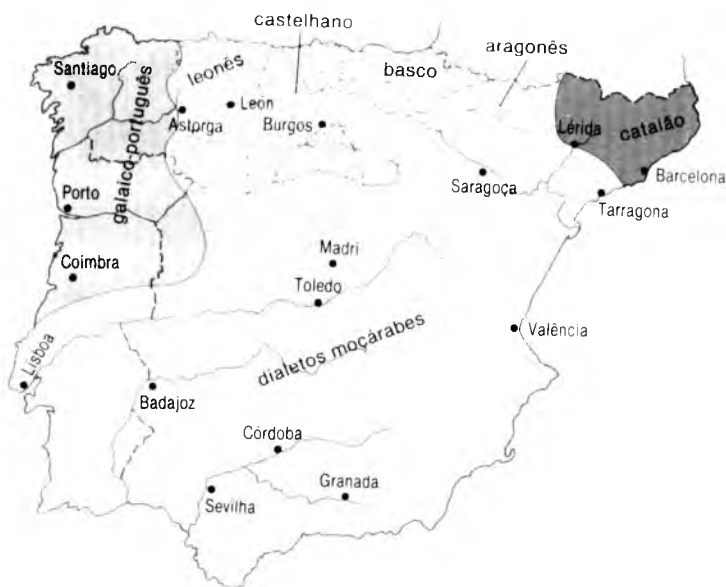 castelhano
aragonês
leonês
basco
Santiago
galaico-português
León
Astorga
Burgos
Lérida
catalão
Saragoça
Barcelona
Tarragona
Porto
Coimbra
Madri
Toledo
dialetos moçárabes
Valência
Lisboa
Badajoz
Córdoba
Granada
Sevilha